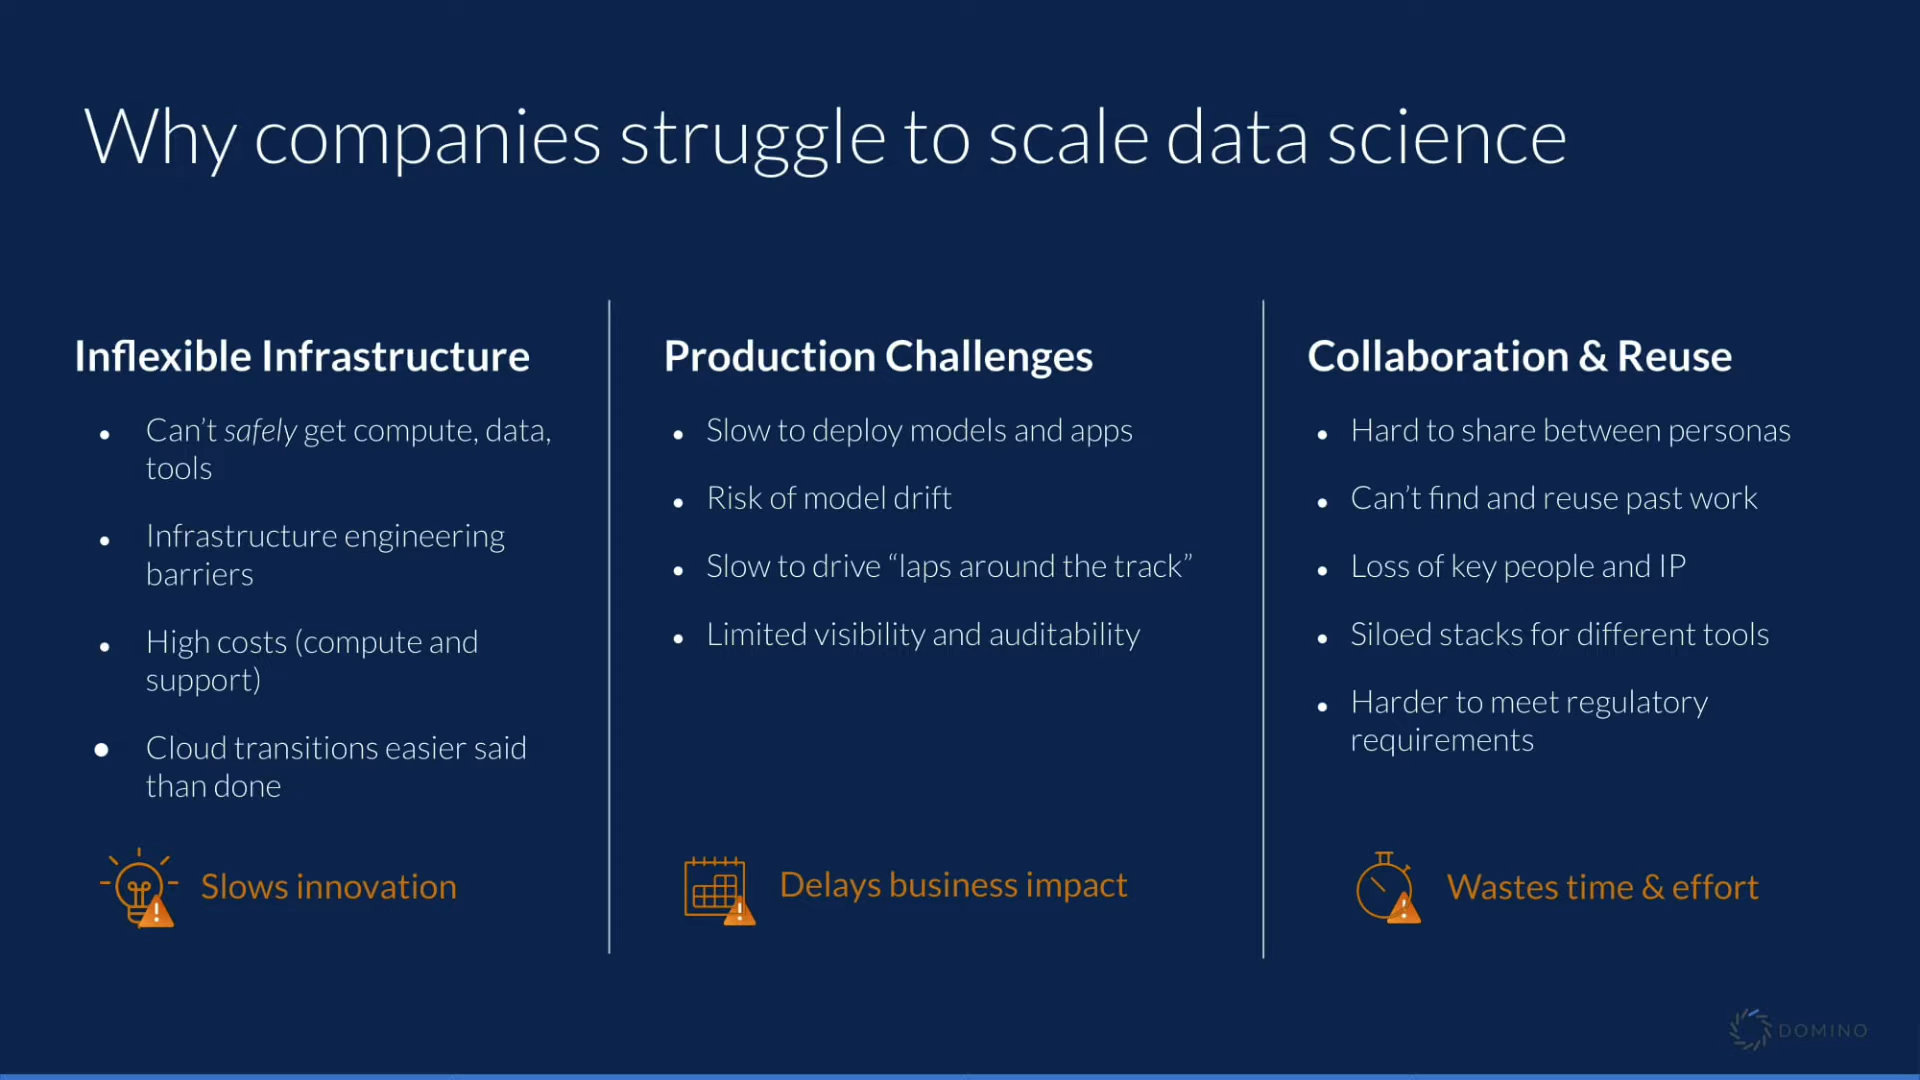 Why companies struggle to scale data science
Inflexible Infrastructure
• Can’t safely get compute, data,
tools
• Infrastructure engineering
barriers
• High costs (compute and
support)
• Cloud transitions easier said
than done
Slows innovation
Production Challenges
• Slow to deploy models and apps
• Risk of model drift
• Slow to drive “laps around the track”
• Limited visibility and auditability
Delays business impact
Collaboration & Reuse
• Hard to share between personas
• Can’t find and reuse past work
• Loss of key people and IP
• Siloed stacks for different tools
• Harder to meet regulatory
requirements
Wastes time & effort
DOMINO